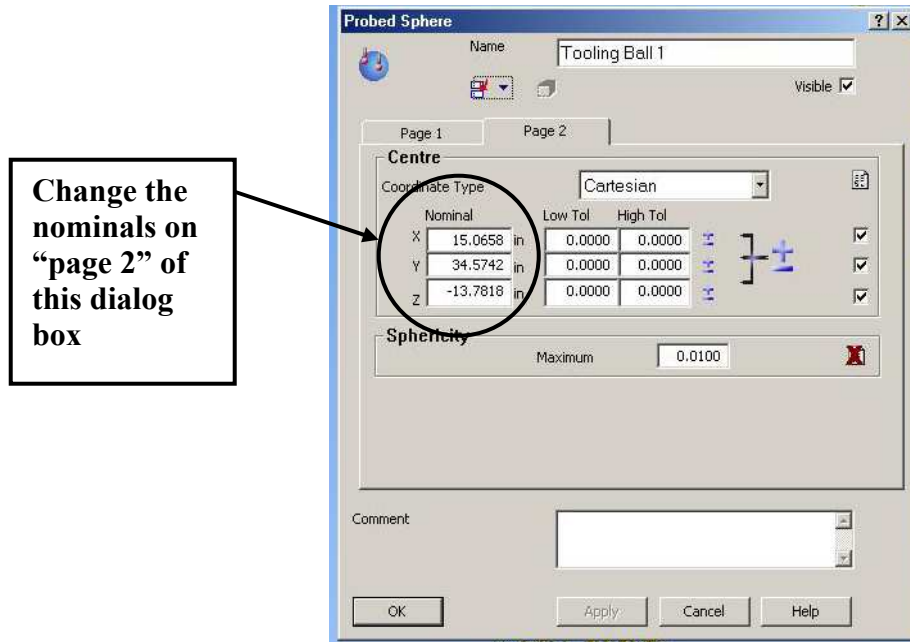 Probed Sphere
Name Tooling Ball 1
Visible
Page 1 Page 2
Centre
Coordinate Type Cartesian
Nominal Low Tol High Tol
X 15.0658 in 0.0000 0.0000
Y 34.5742 in 0.0000 0.0000
Z -13.7818 in 0.0000 0.0000
Sphericity
Maximum 0.0100
Comment
OK Apply Cancel Help
Change the
nominals on
“page 2” of
this dialog
box